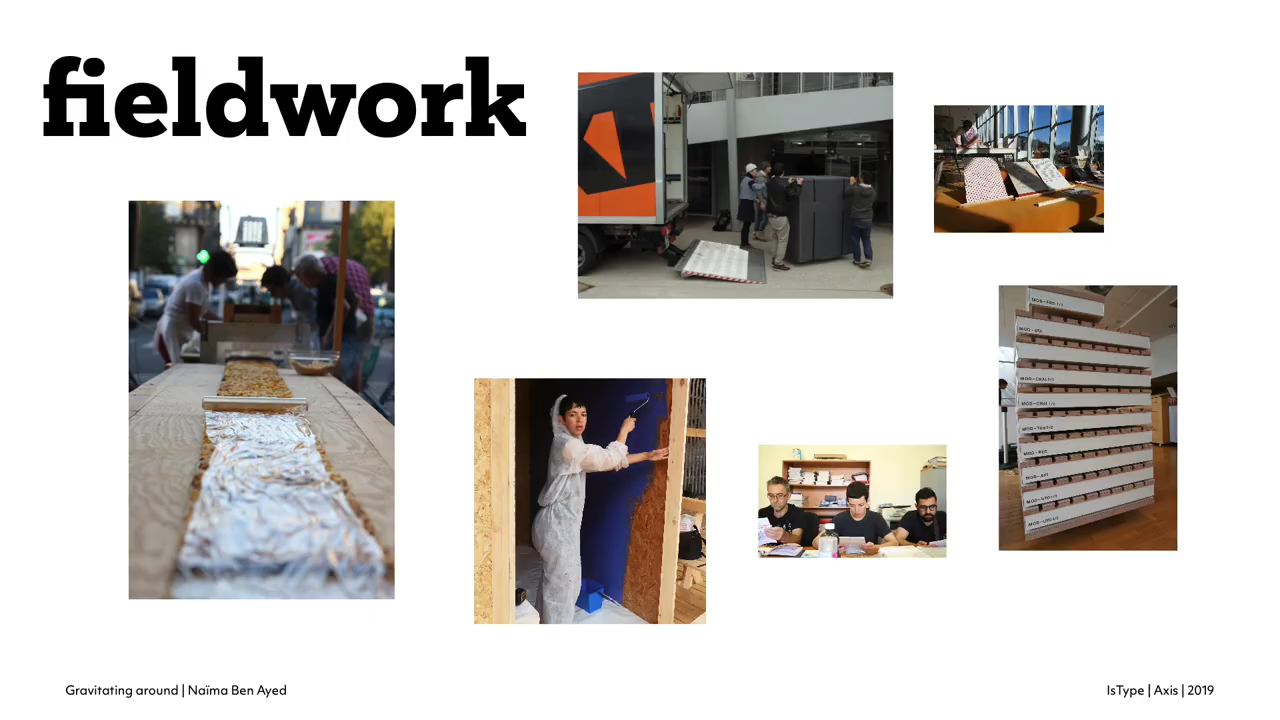 fieldwork
Gravitating around | Naïma Ben Ayed
IsType | Axis | 2019